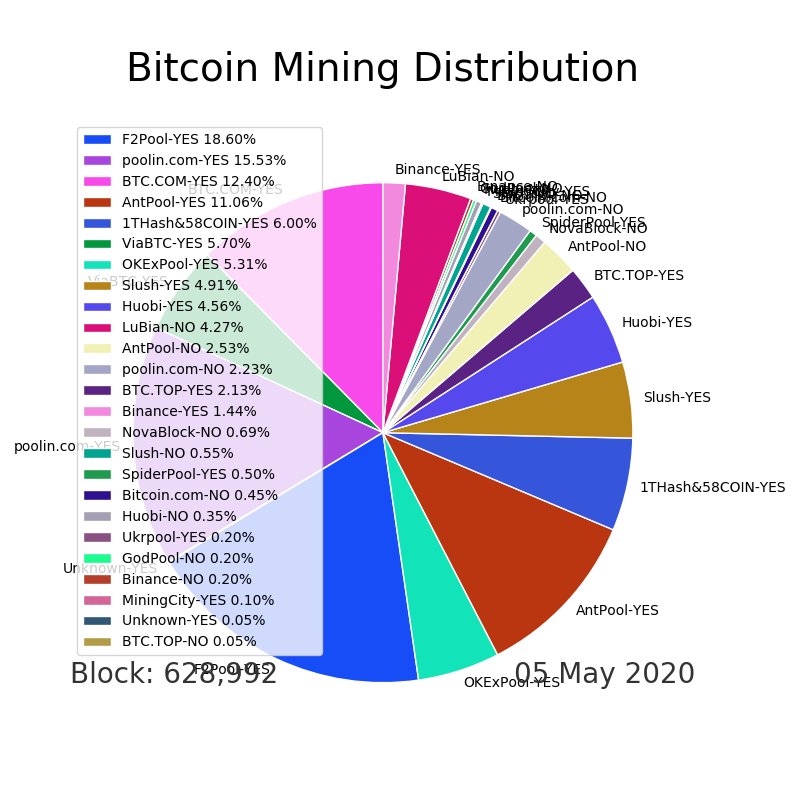 Bitcoin Mining Distribution
F2Pool-YES 18.60%
poolin.com-YES 15.53%
BTC.COM-YES 12.40%
AntPool-YES 11.06%
1THash&58COIN-YES 6.00%
ViaBTC-YES 5.70%
OKExPool-YES 5.31%
Slush-YES 4.91%
Huobi-YES 4.56%
LuBian-NO 4.27%
AntPool-NO 2.53%
poolin.com-NO 2.23%
BTC.TOP-YES 2.13%
Binance-YES 1.44%
NovaBlock-NO 0.69%
Slush-NO 0.55%
SpiderPool-YES 0.50%
Bitcoin.com-NO 0.45%
Huobi-NO 0.35%
Ukrpool-YES 0.20%
GodPool-NO 0.20%
Binance-NO 0.20%
MiningCity-YES 0.10%
Unknown-YES 0.05%
BTC.TOP-NO 0.05%
BTC.COM-YES
ViaBTC-YES
poolin.com-YES
Unknown-YES
F2Pool-YES
Binance-YES
LuBian-NO
Binance-NO
poolin.com-NO
SpiderPool-YES
NovaBlock-NO
AntPool-NO
BTC.TOP-YES
Huobi-YES
Slush-YES
1THash&58COIN-YES
AntPool-YES
OKExPool-YES
Block: 628,992
05 May 2020